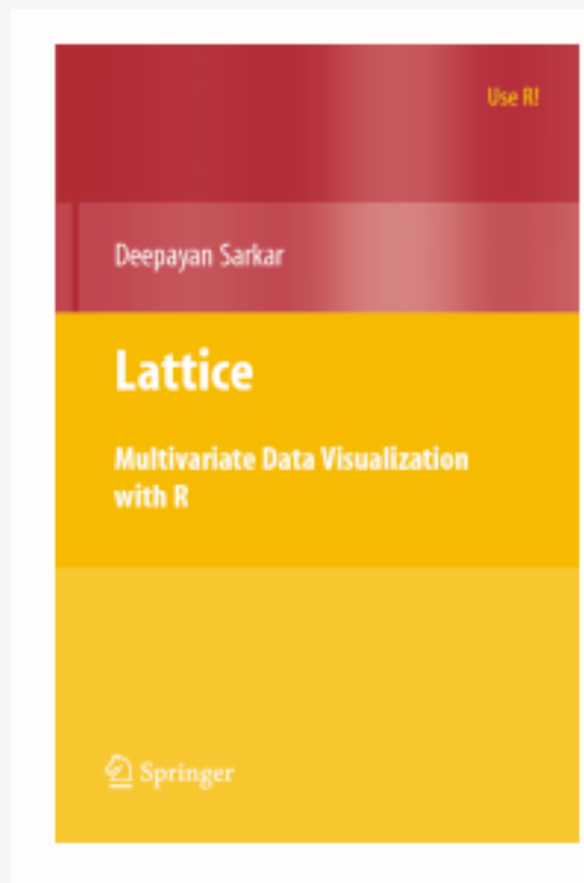 Use R!
Deepayan Sarkar
Lattice
Multivariate Data Visualization
with R
Springer